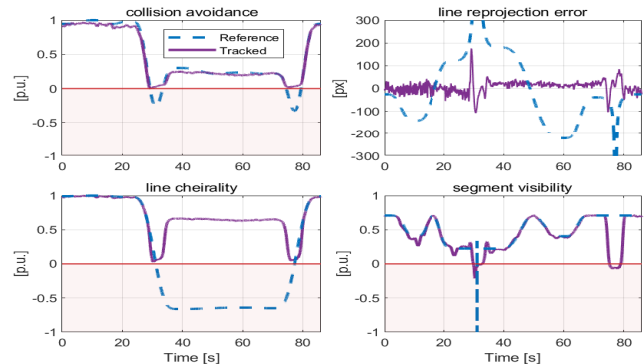 collision avoidance
1
0.5
0
-0.5
-1
[p.u.]
Reference
Tracked
0 20 40 60 80
line reprojection error
300
200
100
0
-100
-200
-300
[px]
0 20 40 60 80
line cheirality
1
0.5
0
-0.5
-1
[p.u.]
0 20 40 60 80
Time [s]
segment visibility
1
0.5
0
-0.5
-1
[p.u.]
0 20 40 60 80
Time [s]